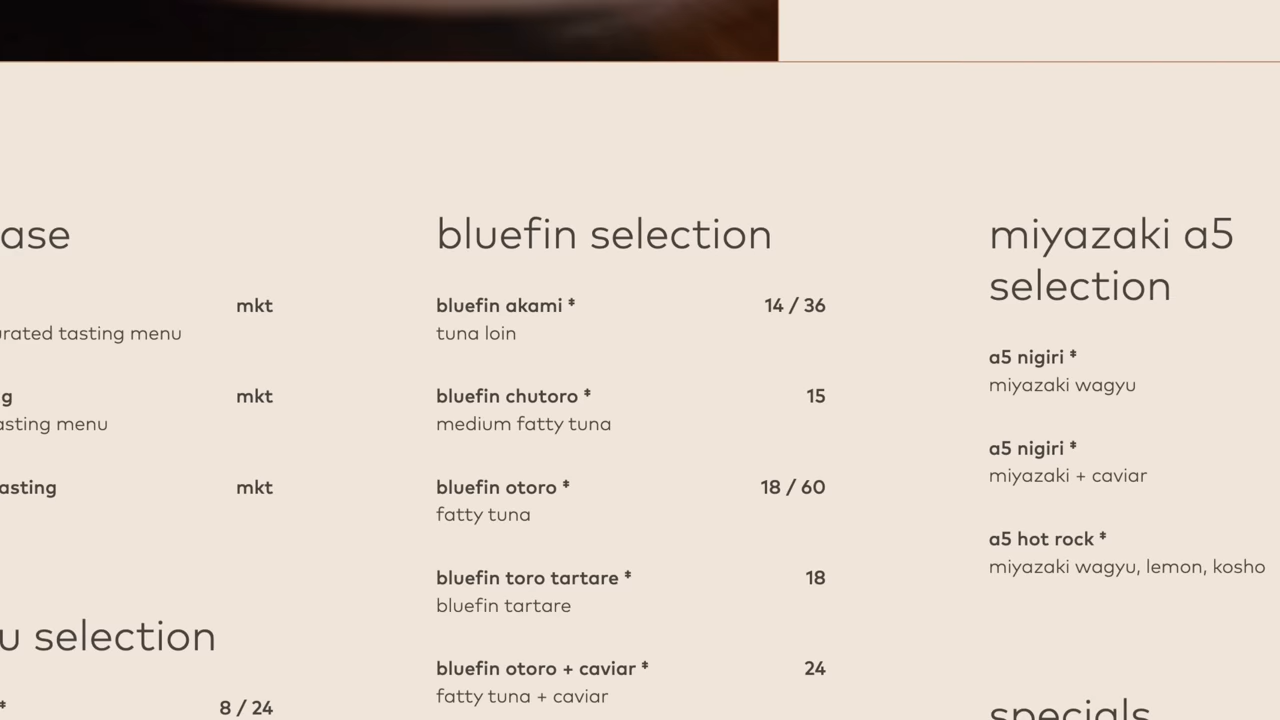 ase
mkt
urated tasting menu
g mkt
asting menu
asting mkt
u selection
⁑ 8 / 24
bluefin selection
bluefin akami ⁑ 14 / 36
tuna loin
bluefin chutoro ⁑ 15
medium fatty tuna
bluefin otoro ⁑ 18 / 60
fatty tuna
bluefin toro tartare ⁑ 18
bluefin tartare
bluefin otoro + caviar ⁑ 24
fatty tuna + caviar
miyazaki a5
selection
a5 nigiri ⁑
miyazaki wagyu
a5 nigiri ⁑
miyazaki + caviar
a5 hot rock ⁑
miyazaki wagyu, lemon, kosho
specials